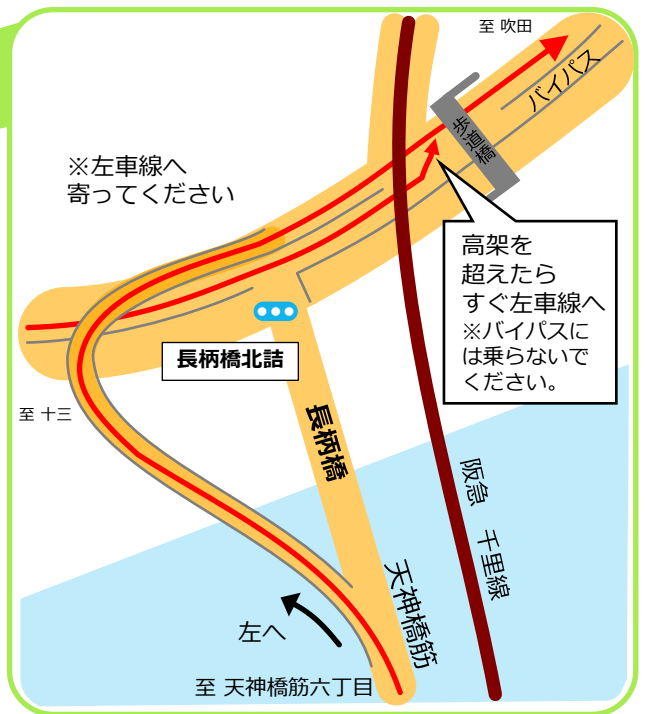 至 吹田
バイパス
歩道橋
※左車線へ
寄ってください
高架を
超えたら
すぐ左車線へ
※バイパスに
は乗らないで
ください。
長柄橋北詰
至 十三
長柄橋
阪急 千里線
天神橋筋
左へ
至 天神橋筋六丁目